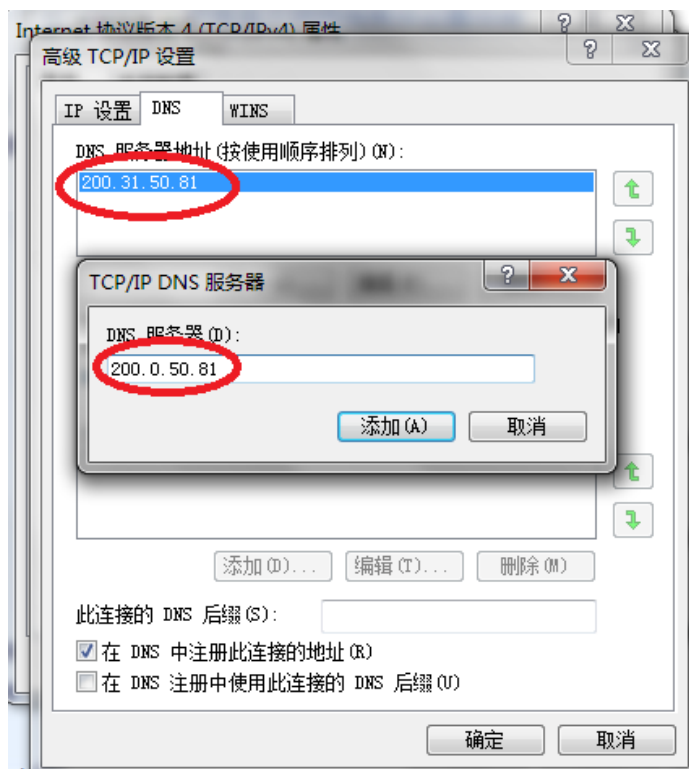 Internet 协议版本 4 (TCP/IPv4) 属性
高级 TCP/IP 设置
IP 设置 DNS WINS
DNS 服务器地址(按使用顺序排列)(N):
200.31.50.81
TCP/IP DNS 服务器
DNS 服务器(D):
200.0.50.81
添加(A) 取消
添加(D)... 编辑(T)... 删除(M)
此连接的 DNS 后缀(S):
在 DNS 中注册此连接的地址(R)
在 DNS 注册中使用此连接的 DNS 后缀(U)
确定 取消